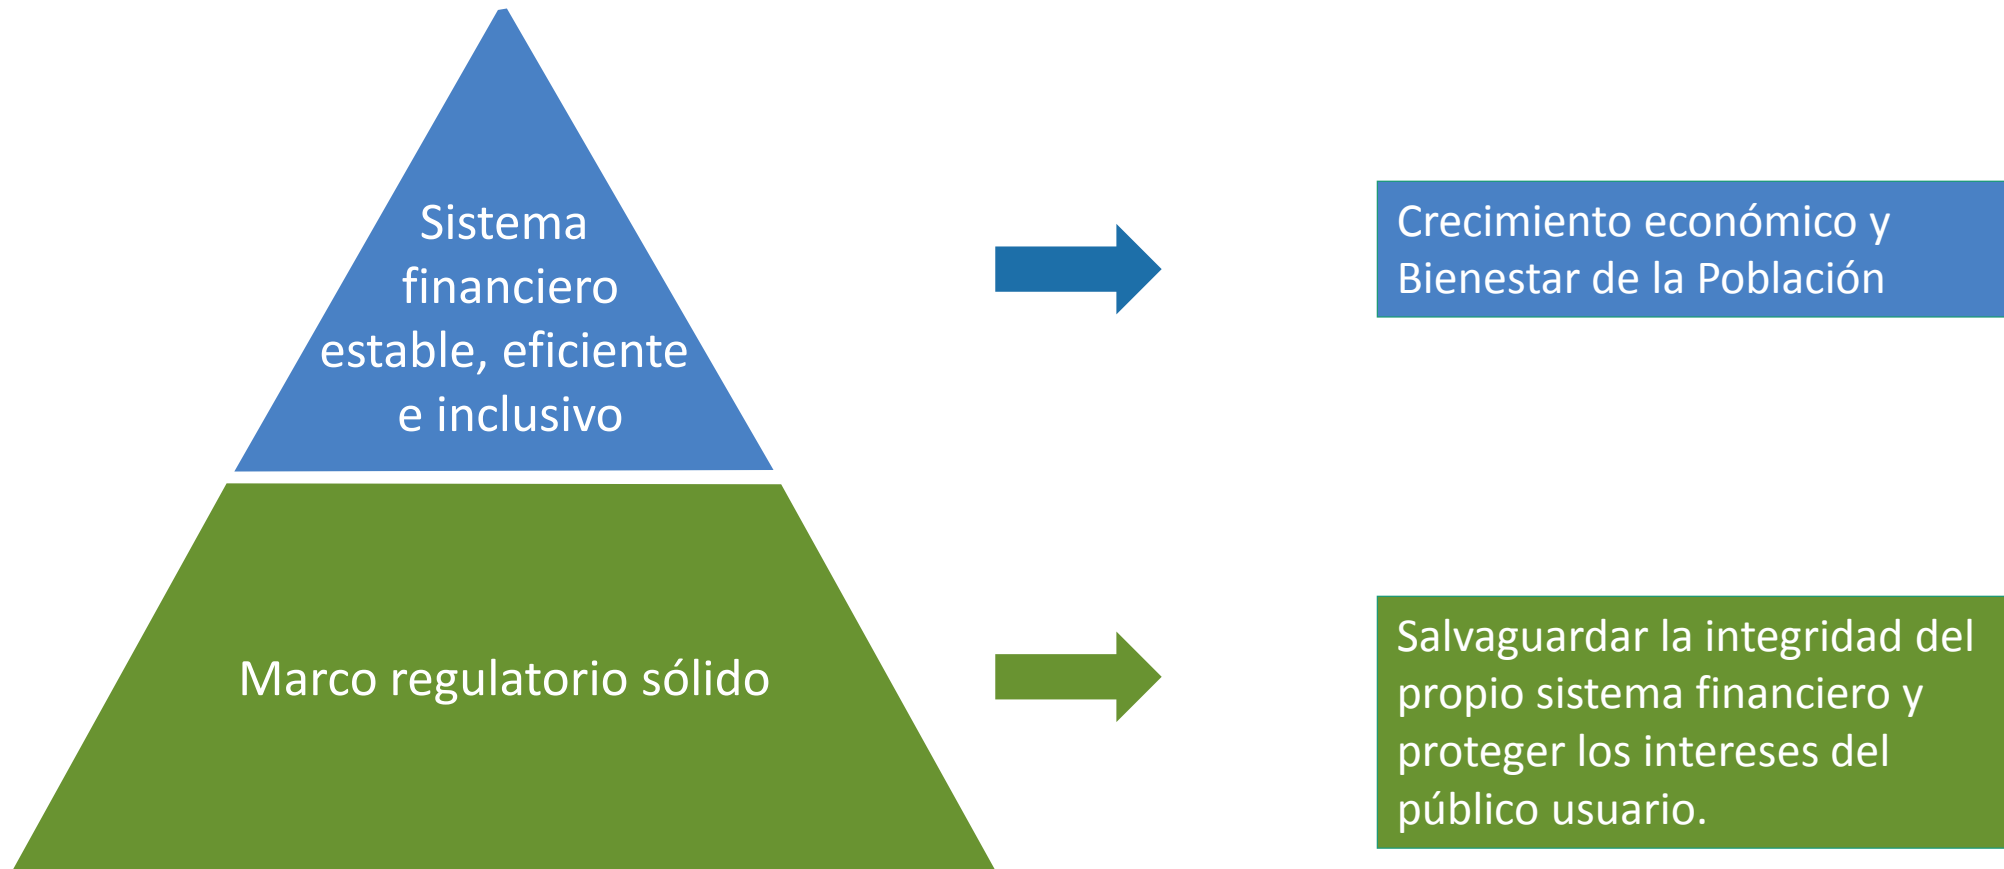 Sistema
financiero
estable, eficiente
e inclusivo
Crecimiento económico y
Bienestar de la Población
Marco regulatorio sólido
Salvaguardar la integridad del
propio sistema financiero y
proteger los intereses del
público usuario.